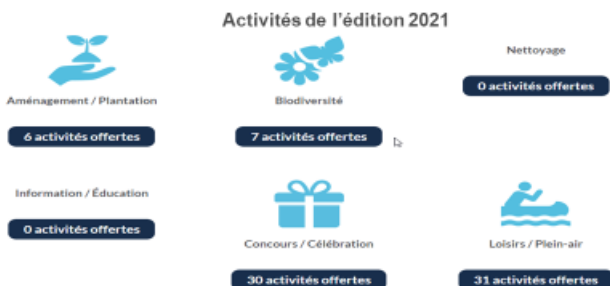 Activités de l'édition 2021
Aménagement / Plantation
6 activités offertes
Biodiversité
7 activités offertes
Nettoyage
0 activités offertes
Information / Éducation
0 activités offertes
Concours / Célébration
30 activités offertes
Loisirs / Plein-air
31 activités offertes